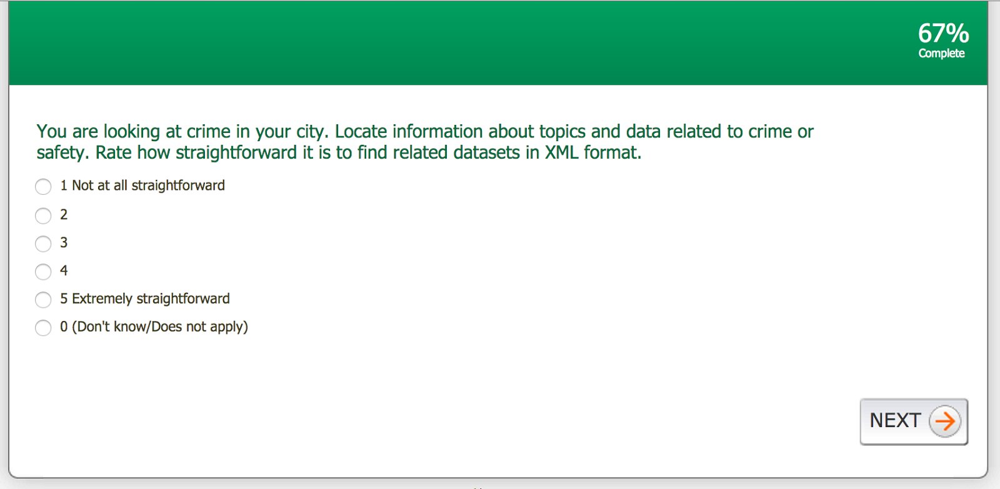 67%
Complete
You are looking at crime in your city. Locate information about topics and data related to crime or
safety. Rate how straightforward it is to find related datasets in XML format.
1 Not at all straightforward
2
3
4
5 Extremely straightforward
0 (Don't know/Does not apply)
NEXT